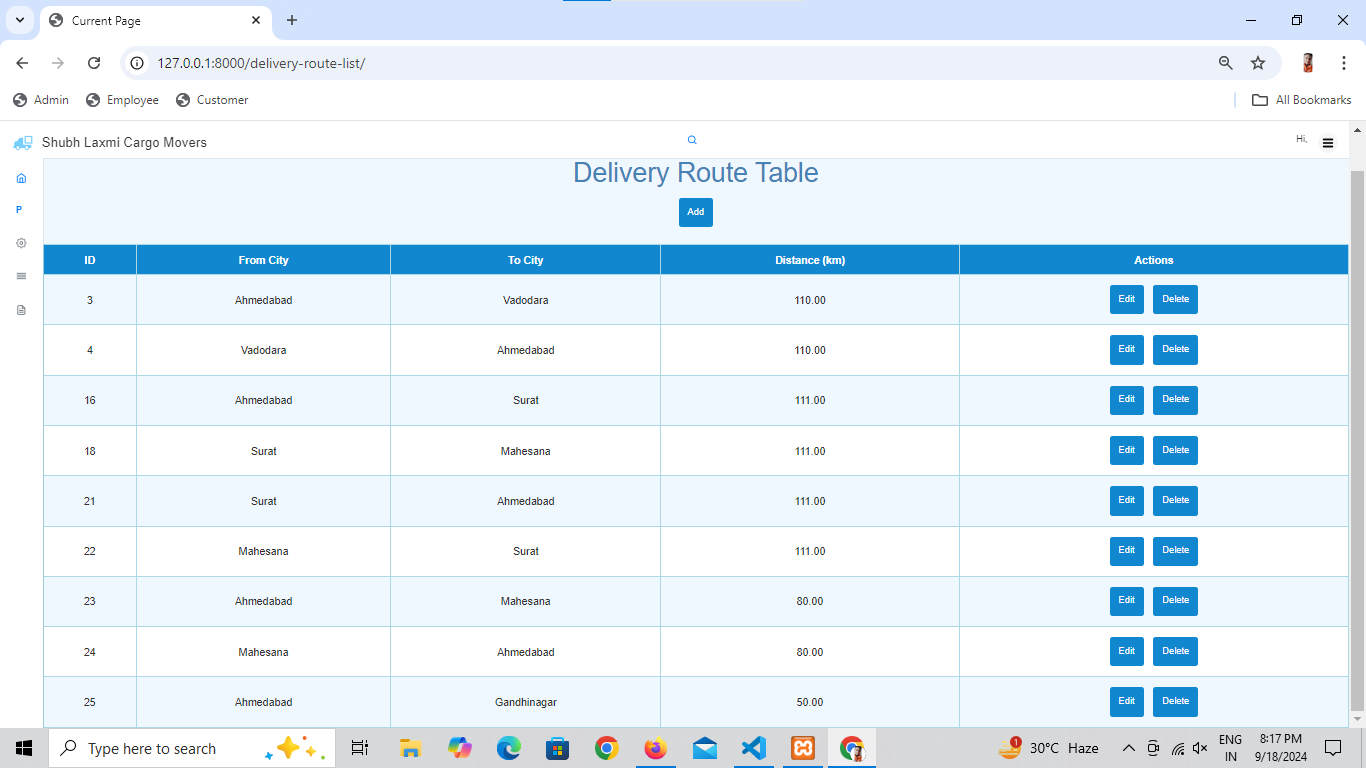 Current Page
127.0.0.1:8000/delivery-route-list/
Admin Employee Customer All Bookmarks
Shubh Laxmi Cargo Movers Hi,
Delivery Route Table
P
Add
ID From City To City Distance (km) Actions
3 Ahmedabad Vadodara 110.00 Edit Delete
4 Vadodara Ahmedabad 110.00 Edit Delete
16 Ahmedabad Surat 111.00 Edit Delete
18 Surat Mahesana 111.00 Edit Delete
21 Surat Ahmedabad 111.00 Edit Delete
22 Mahesana Surat 111.00 Edit Delete
23 Ahmedabad Mahesana 80.00 Edit Delete
24 Mahesana Ahmedabad 80.00 Edit Delete
25 Ahmedabad Gandhinagar 50.00 Edit Delete
Type here to search 1 30°C Haze ENG 8:17 PM
IN 9/18/2024